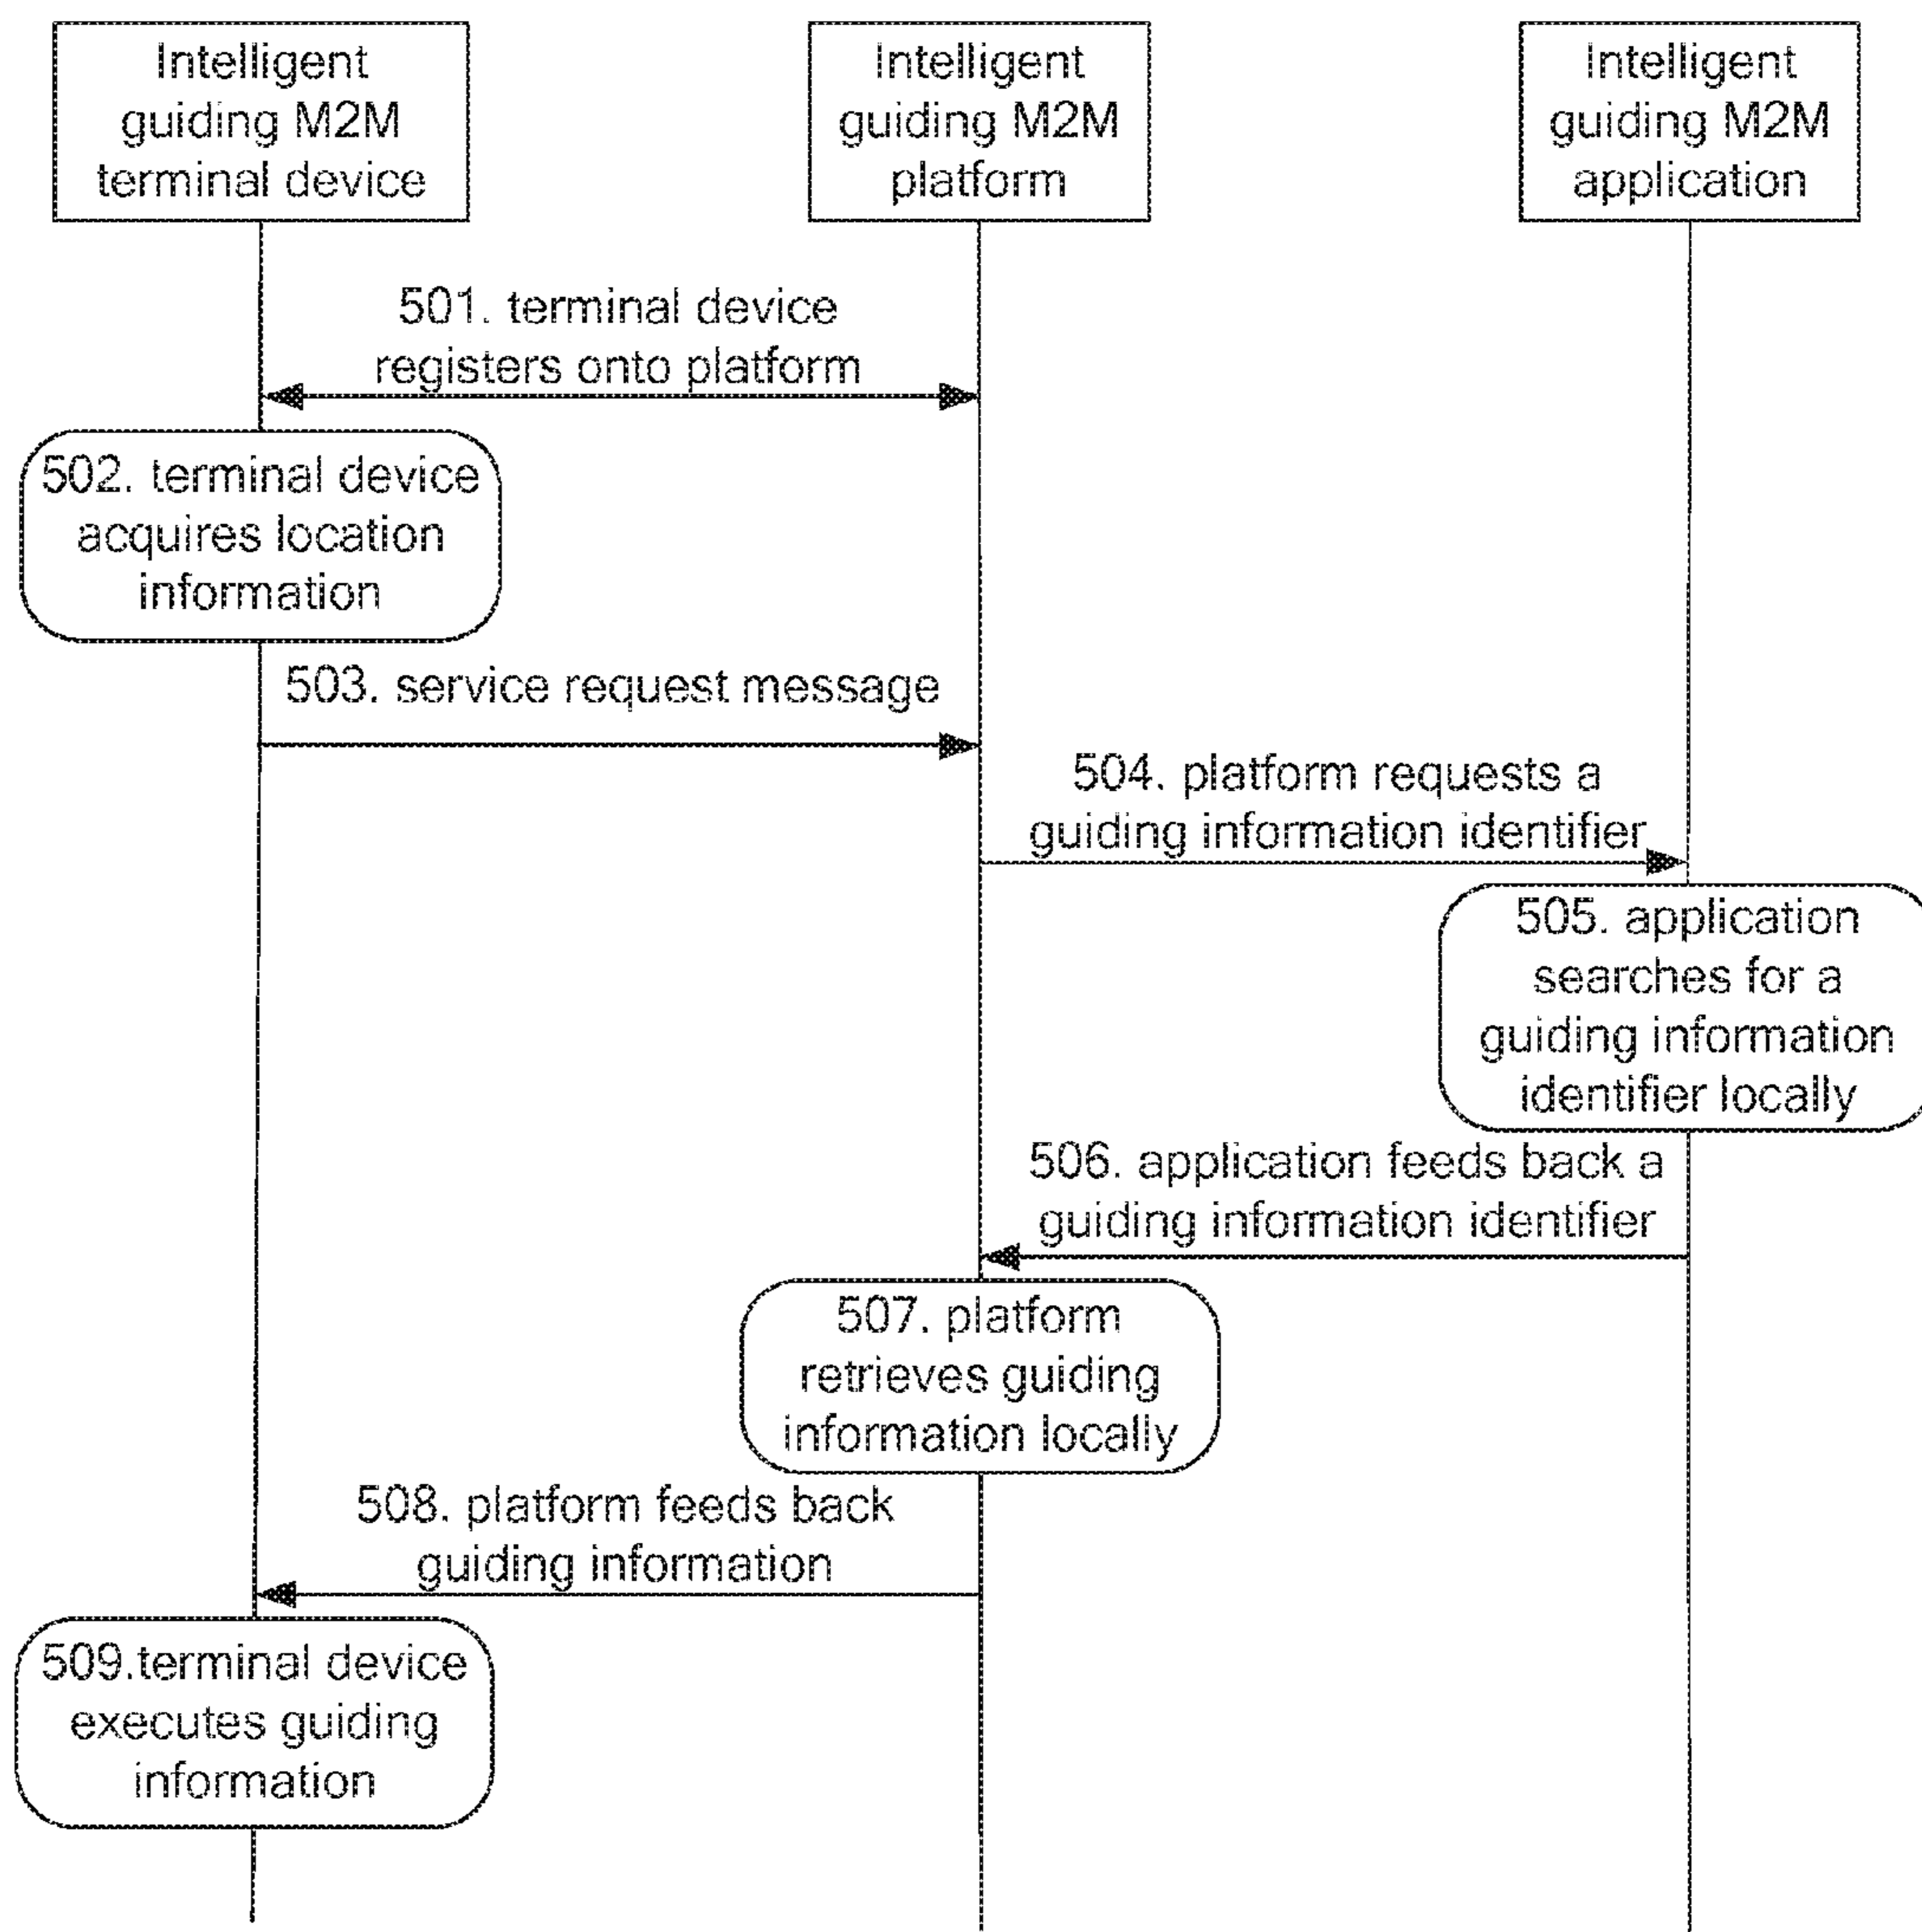 Intelligent
guiding M2M
terminal device
Intelligent
guiding M2M
platform
Intelligent
guiding M2M
application
501. terminal device
registers onto platform
502. terminal device
acquires location
information
503. service request message
504. platform requests a
guiding information identifier
505. application
searches for a
guiding information
identifier locally
506. application feeds back a
guiding information identifier
507. platform
retrieves guiding
information locally
508. platform feeds back
guiding information
509.terminal device
executes guiding
information